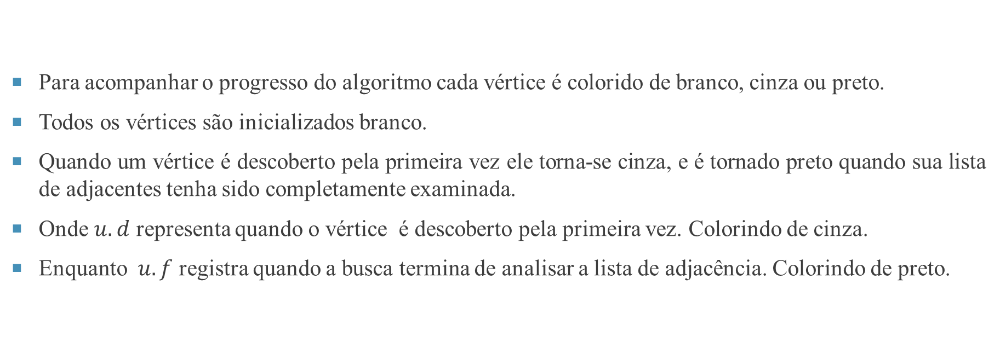 Para acompanhar o progresso do algoritmo cada vértice é colorido de branco, cinza ou preto.
Todos os vértices são inicializados branco.
Quando um vértice é descoberto pela primeira vez ele torna-se cinza, e é tornado preto quando sua lista
de adjacentes tenha sido completamente examinada.
Onde u.d representa quando o vértice é descoberto pela primeira vez. Colorindo de cinza.
Enquanto u.f registra quando a busca termina de analisar a lista de adjacência. Colorindo de preto.